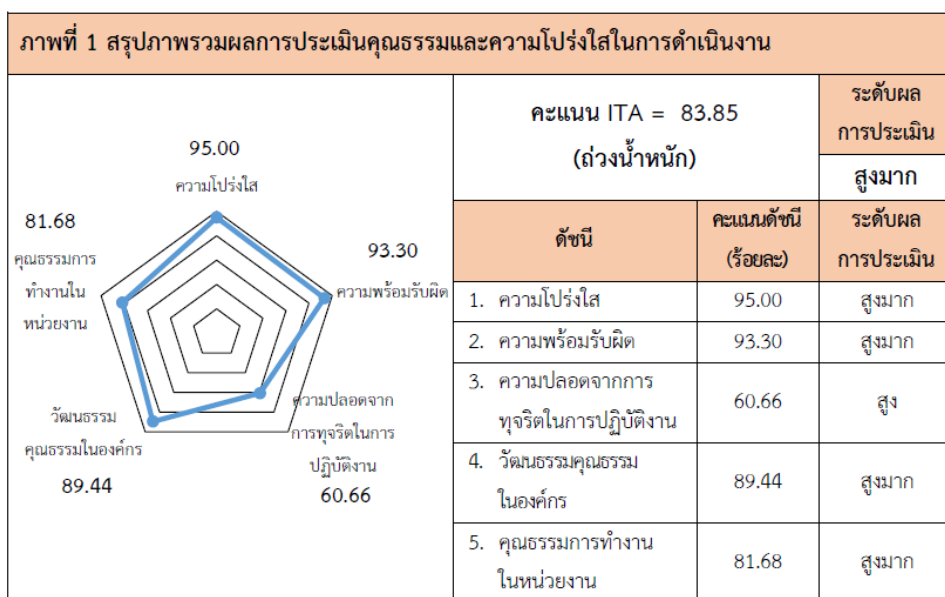 ภาพที่ 1 สรุปภาพรวมผลการประเมินคุณธรรมและความโปร่งใสในการดำเนินงาน
95.00
ความโปร่งใส
81.68
คุณธรรมการ
ทำงานใน
หน่วยงาน
93.30
ความพร้อมรับผิด
วัฒนธรรม
คุณธรรมในองค์กร
89.44
ความปลอดจาก
การทุจริตในการ
ปฏิบัติงาน
60.66
คะแนน ITA = 83.85
(ถ่วงน้ำหนัก)
ระดับผล
การประเมิน
สูงมาก
ดัชนี
คะแนนดัชนี
(ร้อยละ)
ระดับผล
การประเมิน
1. ความโปร่งใส 95.00 สูงมาก
2. ความพร้อมรับผิด 93.30 สูงมาก
3. ความปลอดจากการ
ทุจริตในการปฏิบัติงาน
60.66 สูง
4. วัฒนธรรมคุณธรรม
ในองค์กร
89.44 สูงมาก
5. คุณธรรมการทำงาน
ในหน่วยงาน
81.68 สูงมาก